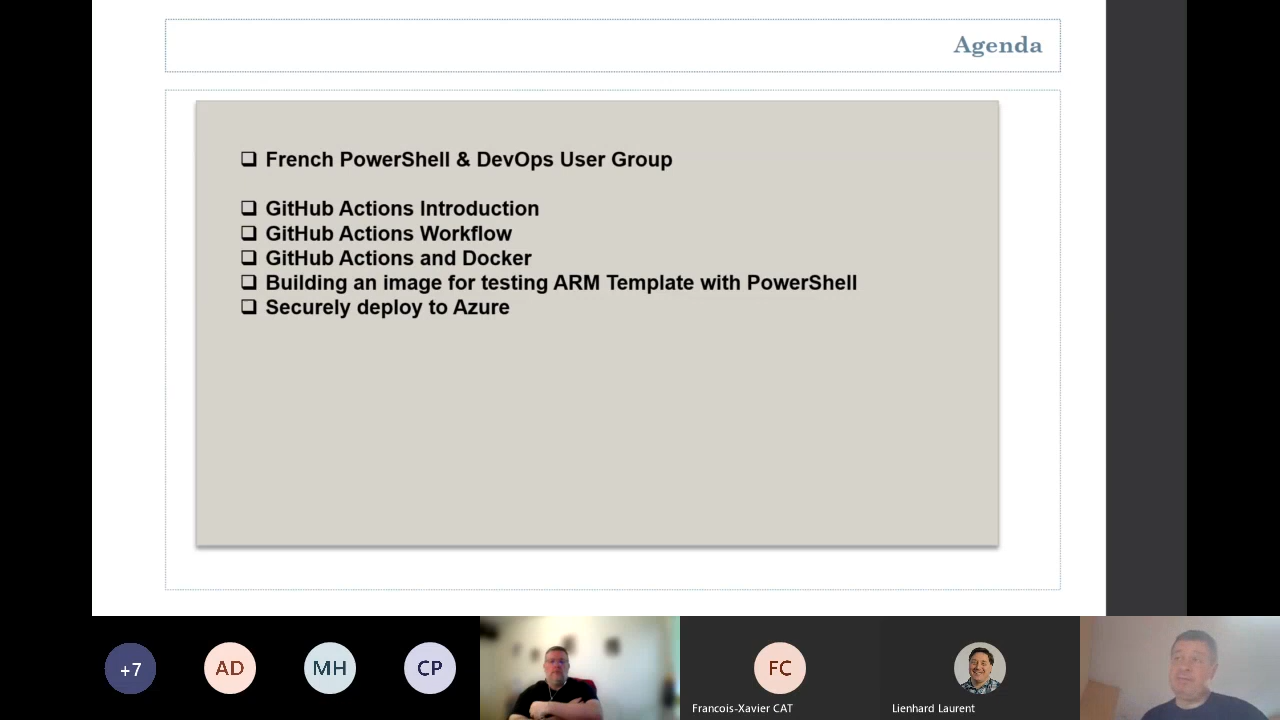 Agenda
French PowerShell & DevOps User Group
GitHub Actions Introduction
GitHub Actions Workflow
GitHub Actions and Docker
Building an image for testing ARM Template with PowerShell
Securely deploy to Azure
+7
AD
MH
CP
FC
Francois-Xavier CAT
Lienhard Laurent